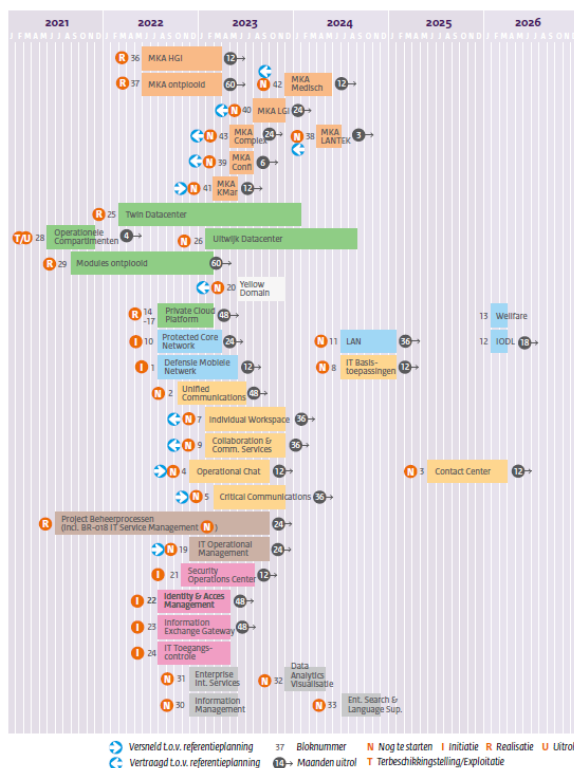 2021 2022 2023 2024 2025 2026
J F M A M J J A S O N D J F M A M J J A S O N D J F M A M J J A S O N D J F M A M J J A S O N D J F M A M J J A S O N D J F M A M J J A S O N D
R 36 MKA HGI 12
R 37 MKA ontplooid 60
N 42 MKA Medisch 12
N 40 MKA LGI 24
N 43 MKA Complex 24
N 38 MKA LANTEK 3
N 39 MKA Confi 6
N 41 MKA KMar 12
R 25 Twin Datacenter
T/U 28 Operationele Compartimenten 4
N 26 Uitwijk Datacenter
R 29 Modules ontplooid 60
N 20 Yellow Domain
R 14-17 Private Cloud Platform 48
13 Wellfare
I 10 Protected Core Network 24
N 11 LAN 36
12 IODL 18
I 1 Defensie Mobiele Netwerk 12
N 8 IT Basis-toepassingen 12
N 2 Unified Communications 48
N 7 Individual Workspace 36
N 9 Collaboration & Comm. Services 36
N 4 Operational Chat 12
N 3 Contact Center 12
N 5 Critical Communications 36
R Project Beheerprocessen (Incl. BR-018 IT Service Management N) 24
N 19 IT Operational Management 24
I 21 Security Operations Center 12
I 22 Identity & Acces Management 48
I 23 Information Exchange Gateway 48
I 24 IT Toegangs-controle
N 31 Enterprise Int. Services
N 32 Data Analytics Visualisatie
N 30 Information Management
N 33 Ent. Search & Language Sup.
Versneld t.o.v. referentieplanning 37 Bloknummer N Nog te starten I Initiatie R Realisatie U Uitrol
Vertraagd t.o.v. referentieplanning 14 Maanden uitrol T Terbeschikkingstelling/Exploitatie